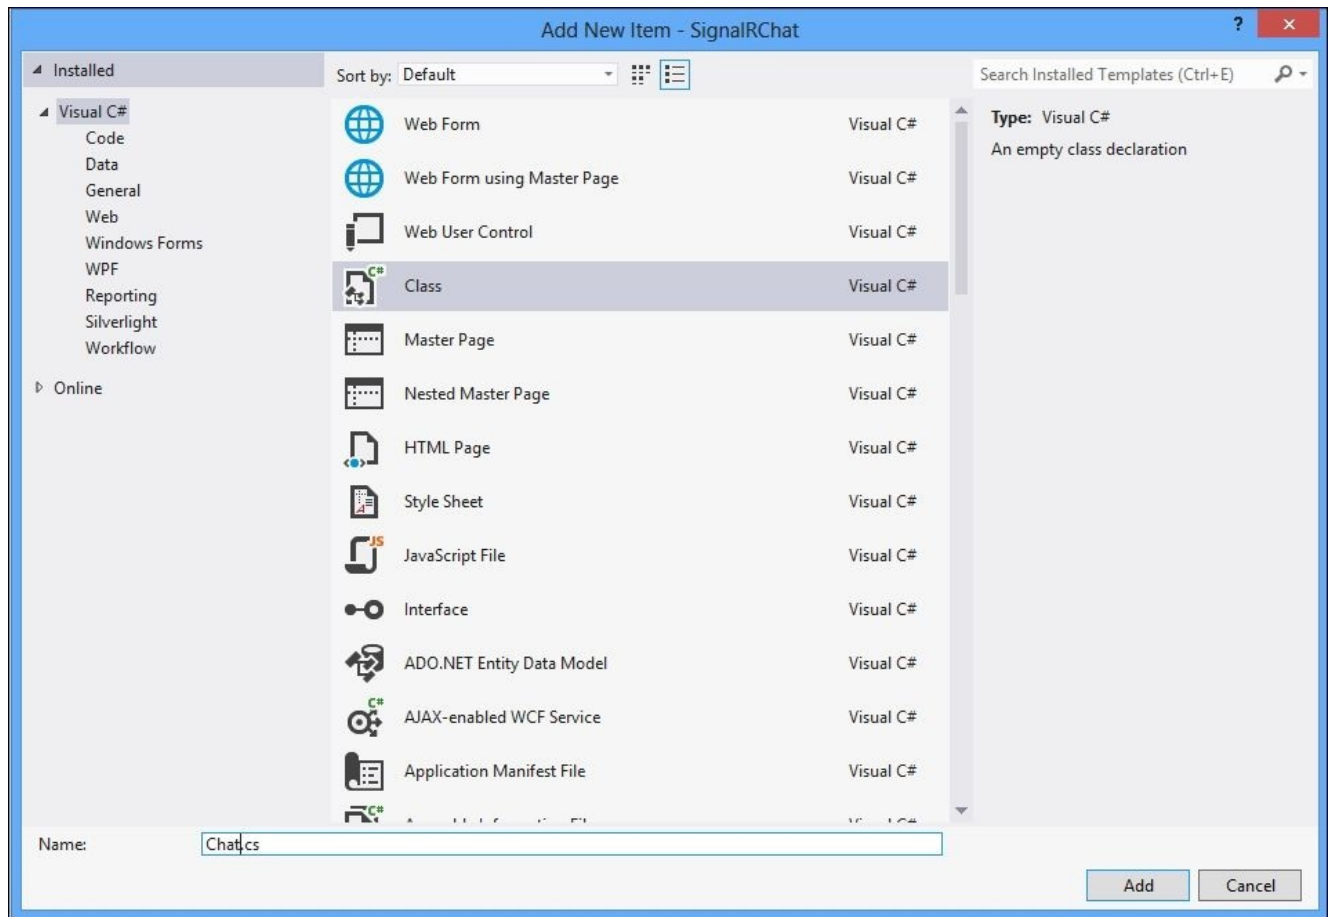 Add New Item - SignalRChat
?
Installed
Visual C#
Code
Data
General
Web
Windows Forms
WPF
Reporting
Silverlight
Workflow
Online
Sort by: Default
Web Form Visual C#
Web Form using Master Page Visual C#
Web User Control Visual C#
C#
Class Visual C#
Master Page Visual C#
Nested Master Page Visual C#
HTML Page Visual C#
Style Sheet Visual C#
JS
JavaScript File Visual C#
Interface Visual C#
ADO.NET Entity Data Model Visual C#
C#
AJAX-enabled WCF Service Visual C#
Application Manifest File Visual C#
C#
Search Installed Templates (Ctrl+E)
Type: Visual C#
An empty class declaration
Name: Chat.cs
Add Cancel